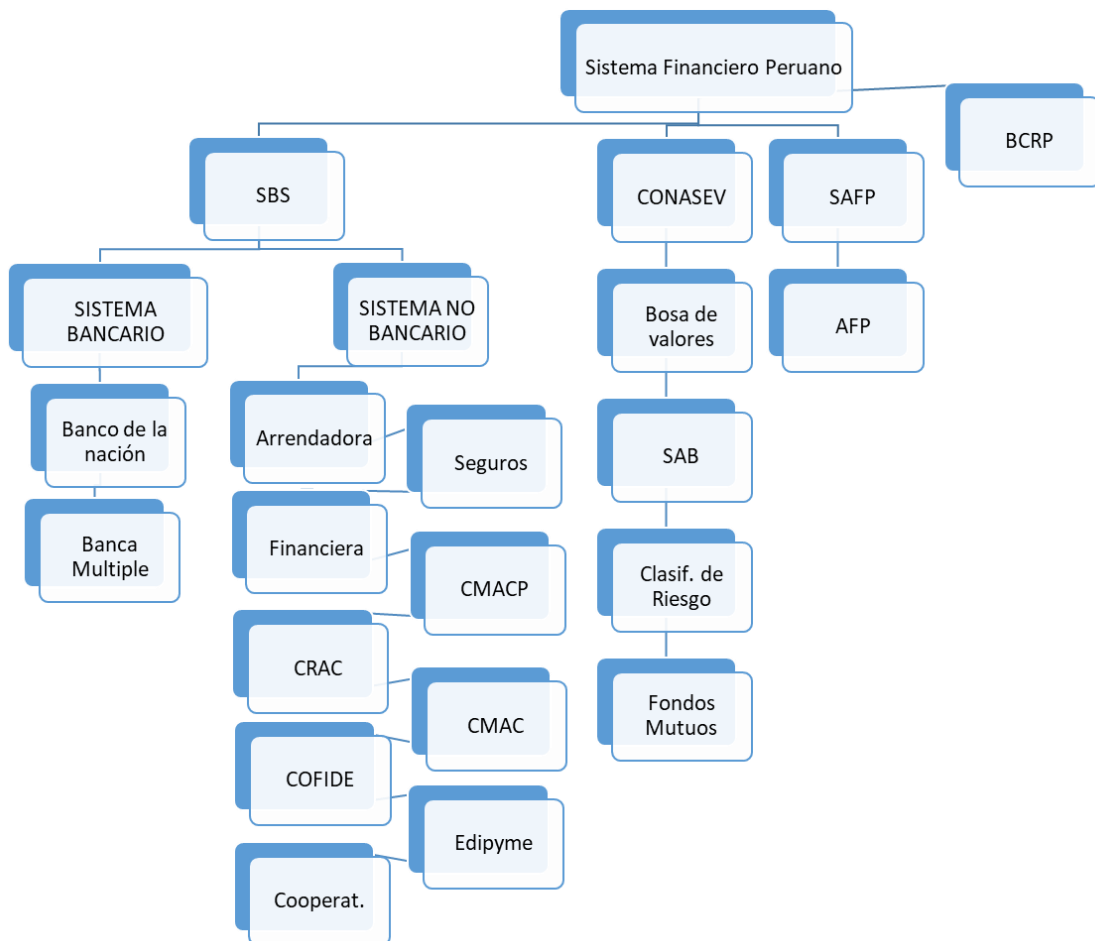 Sistema Financiero Peruano
BCRP
SBS
CONASEV
SAFP
SISTEMA
BANCARIO
SISTEMA NO
BANCARIO
Bosa de
valores
AFP
Banco de la
nación
Arrendadora
Seguros
SAB
Banca
Multiple
Financiera
CMACP
Clasif. de
Riesgo
CRAC
CMAC
Fondos
Mutuos
COFIDE
Edipyme
Cooperat.